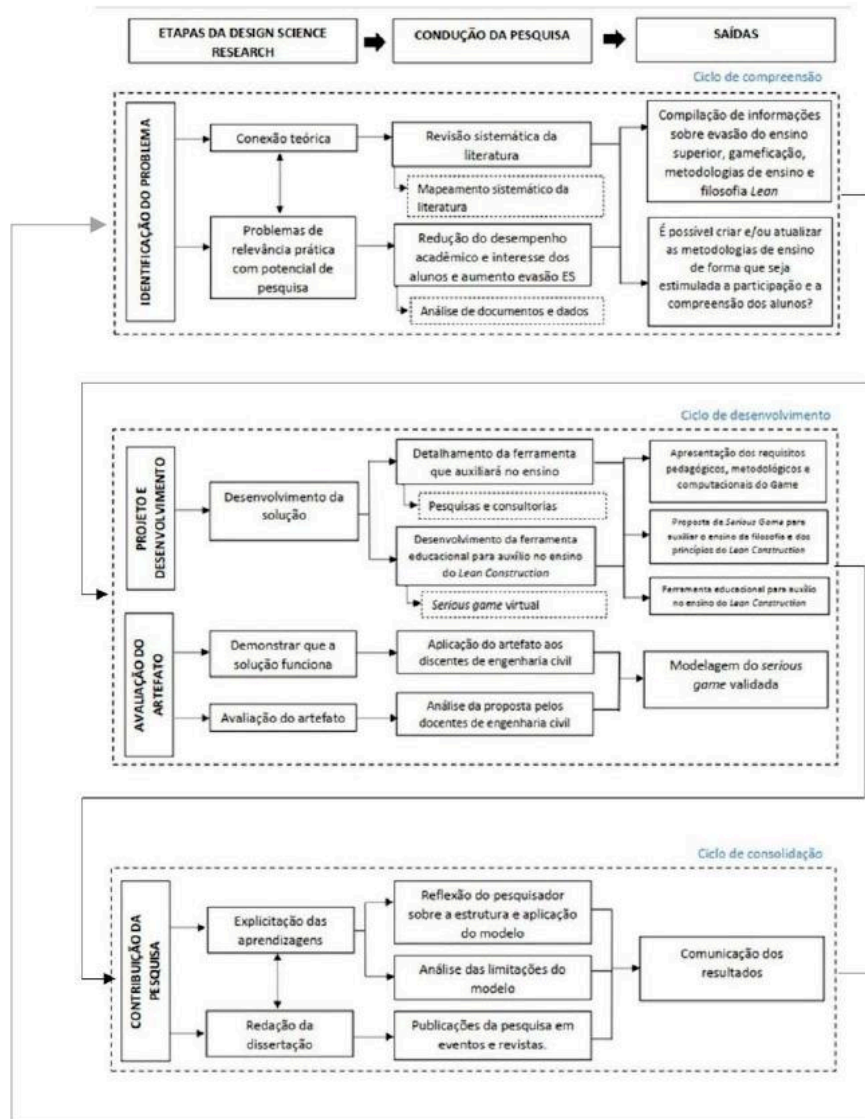 ETAPAS DA DESIGN SCIENCE
RESEARCH
CONDUÇÃO DA PESQUISA
SAÍDAS
Ciclo de compreensão
IDENTIFICAÇÃO DO PROBLEMA
Conexão teórica
Revisão sistemática da
literatura
Mapeamento sistemático da
literatura
Compilação de informações
sobre evasão do ensino
superior, gameficação,
metodologias de ensino e
filosofia Lean
Problemas de
relevância prática
com potencial de
pesquisa
Redução do desempenho
acadêmico e interesse dos
alunos e aumento evasão ES
Análise de documentos e dados
É possível criar e/ou atualizar
as metodologias de ensino
de forma que seja
estimulada a participação e a
compreensão dos alunos?
Ciclo de desenvolvimento
PROJETO E
DESENVOLVIMENTO
Desenvolvimento da
solução
Detalhamento da ferramenta
que auxiliará no ensino
Pesquisas e consultorias
Desenvolvimento da ferramenta
educacional para auxílio no ensino
do Lean Construction
Serious game virtual
Apresentação dos requisitos
pedagógicos, metodológicos e
computacionais do Game
Proposta de Serious Game para
auxiliar o ensino da filosofia e dos
princípios do Lean Construction
Ferramenta educacional para auxílio
no ensino do Lean Construction
AVALIAÇÃO DO
ARTEFATO
Demonstrar que a
solução funciona
Aplicação do artefato aos
discentes de engenharia civil
Avaliação do artefato
Análise da proposta pelos
docentes de engenharia civil
Modelagem do serious
game validada
Ciclo de consolidação
CONTRIBUIÇÃO DA
PESQUISA
Explicitação das
aprendizagens
Reflexão do pesquisador
sobre a estrutura e aplicação
do modelo
Análise das limitações do
modelo
Redação da
dissertação
Publicações da pesquisa em
eventos e revistas.
Comunicação dos
resultados